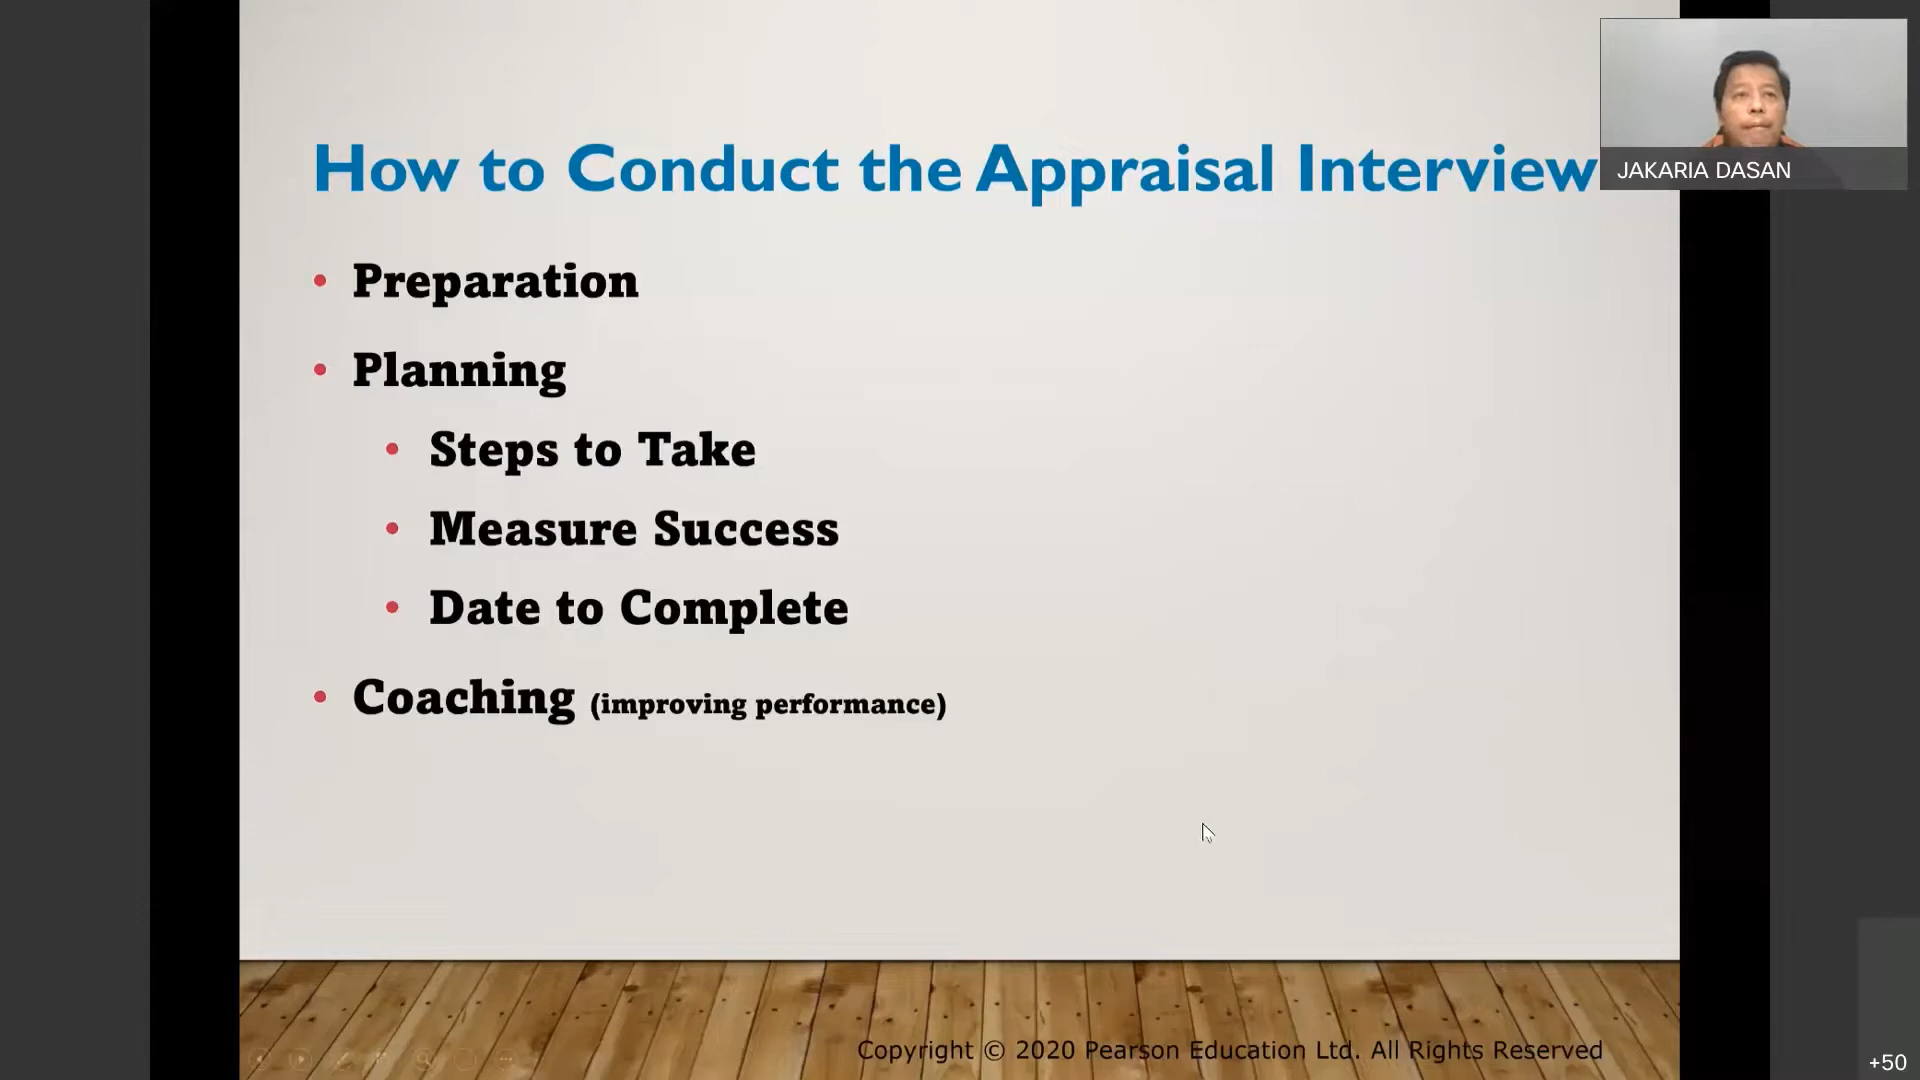 How to Conduct the Appraisal Interview
JAKARIA DASAN
• Preparation
• Planning
• Steps to Take
• Measure Success
• Date to Complete
• Coaching (improving performance)
Copyright © 2020 Pearson Education Ltd. All Rights Reserved
+50